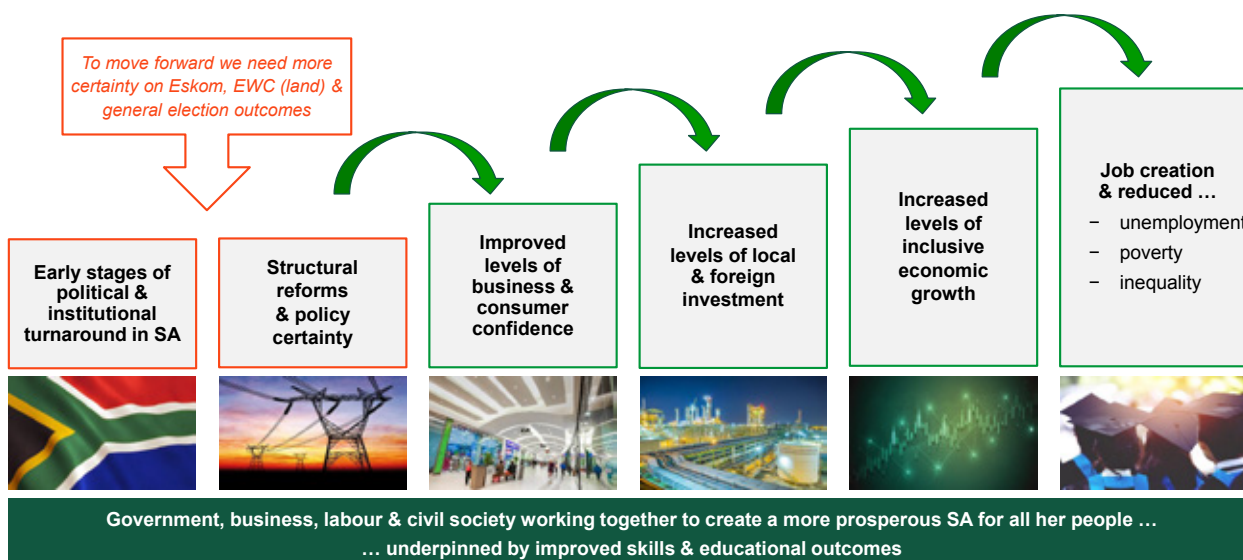 To move forward we need more
certainty on Eskom, EWC (land) &
general election outcomes
Early stages of
political &
institutional
turnaround in SA
Structural
reforms
& policy
certainty
Improved
levels of
business &
consumer
confidence
Increased
levels of local
& foreign
investment
Increased
levels of
inclusive
economic
growth
Job creation
& reduced …
– unemployment
– poverty
– inequality
Government, business, labour & civil society working together to create a more prosperous SA for all her people …
… underpinned by improved skills & educational outcomes